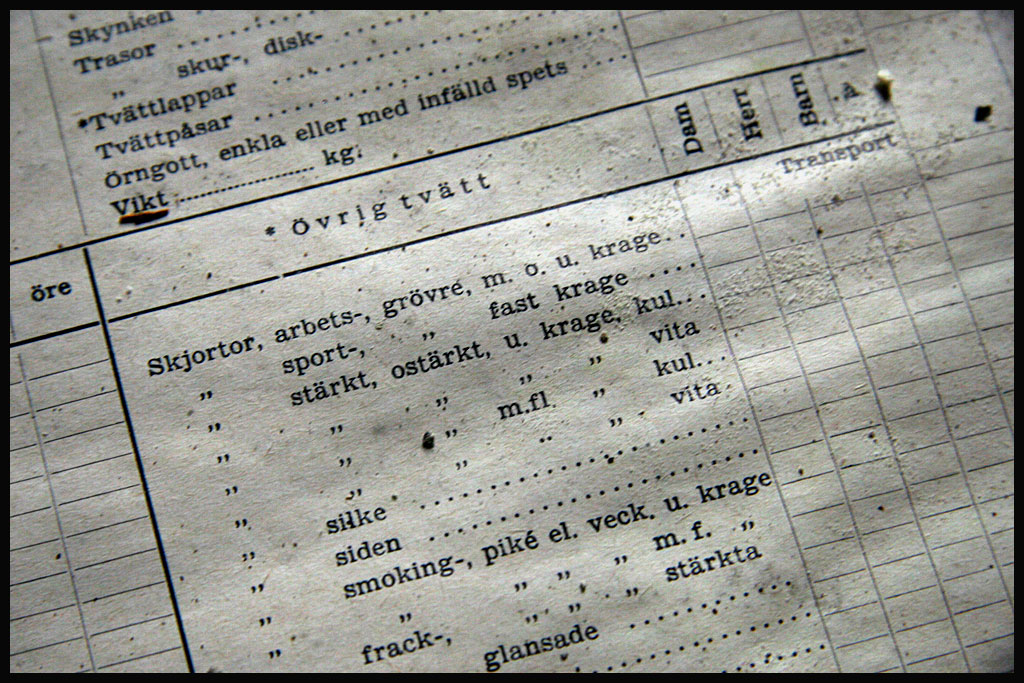 Skynken ..........
Trasor ..........
„ skur-, disk- ..........
*Tvättlappar ..........
Tvättpåsar ..........
Örngott, enkla eller med infälld spets ....
Vikt .......... kg.
Dam Herr Barn Å
* Övrig tvätt
Transport
öre
Skjortor, arbets-, grövre, m. o. u. krage..
„ sport-, „ fast krage ....
„ stärkt, ostärkt, u. krage, kul...
„ „ „ „ „ vita
„ „ „ m.fl „ kul...
„ „ „ „ „ vita
„ silke ..........
„ siden ..........
„ smoking-, piké el. veck. u. krage
„ „ „ „ „ m. f. „
„ frack-, „ „ „ stärkta
glansade ..........